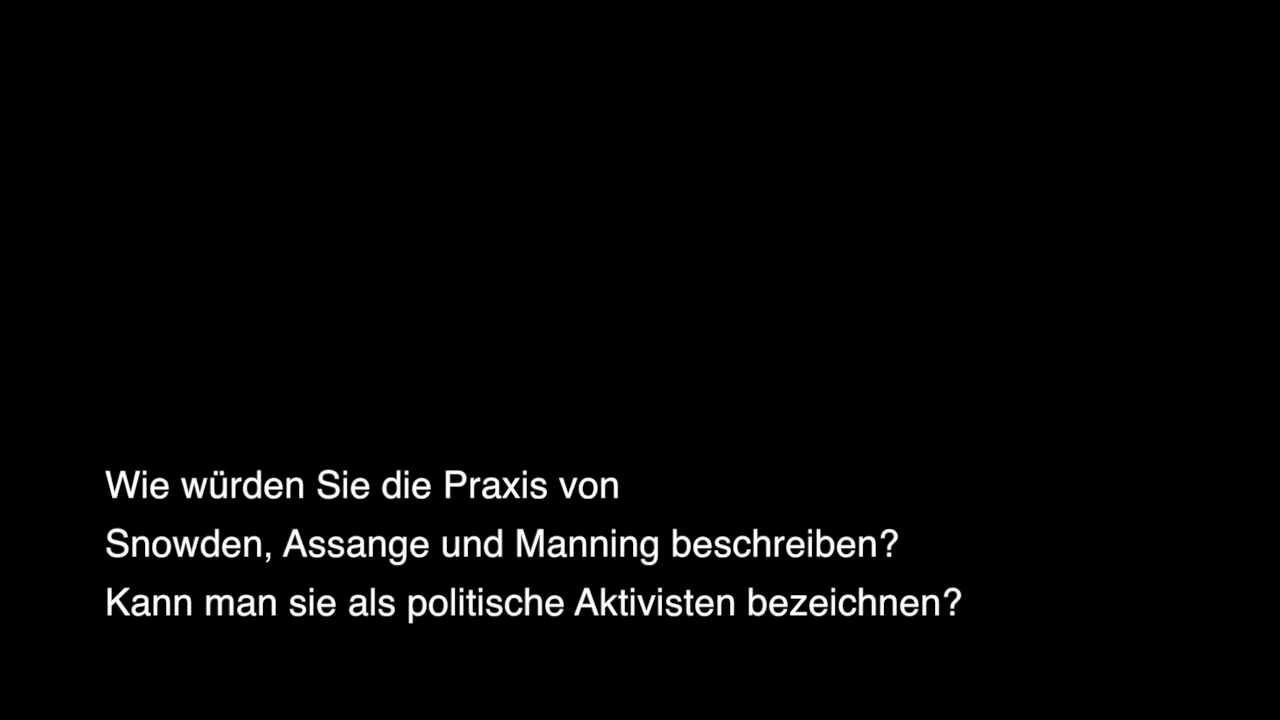 Wie würden Sie die Praxis von
Snowden, Assange und Manning beschreiben?
Kann man sie als politische Aktivisten bezeichnen?